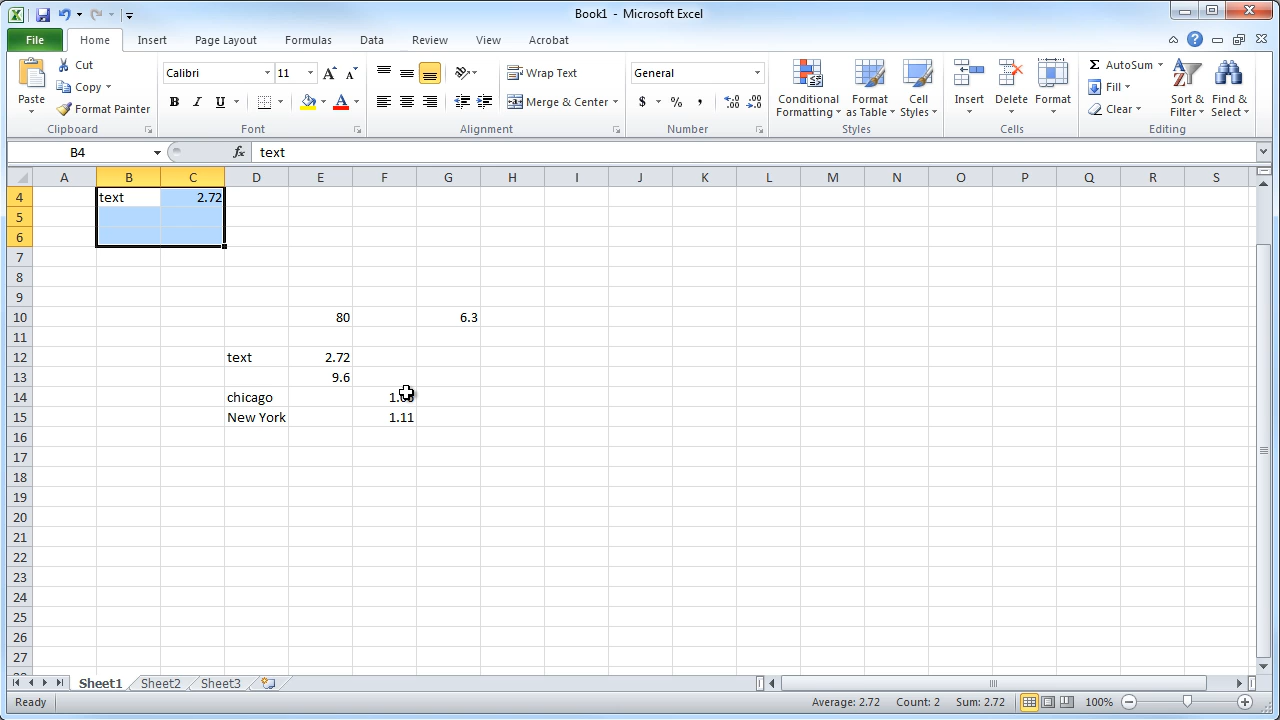 Book1 - Microsoft Excel
File Home Insert Page Layout Formulas Data Review View Acrobat
Paste
Cut
Copy
Format Painter
Clipboard
Calibri 11
B I U
A
Font
Wrap Text
Merge & Center
Alignment
General
$ % ,
Number
Conditional Formatting
Format as Table
Cell Styles
Styles
Insert Delete Format
Cells
Σ AutoSum
Fill
Clear
Sort & Filter
Find & Select
Editing
B4 fx text
A B C D E F G H I J K L M N O P Q R S
4 text 2.72
5
6
7
8
9
10 80 6.3
11
12 text 2.72
13 9.6
14 chicago
15 New York 1.11
16
17
18
19
20
21
22
23
24
25
26
27
Sheet1 Sheet2 Sheet3
Ready Average: 2.72 Count: 2 Sum: 2.72 100%